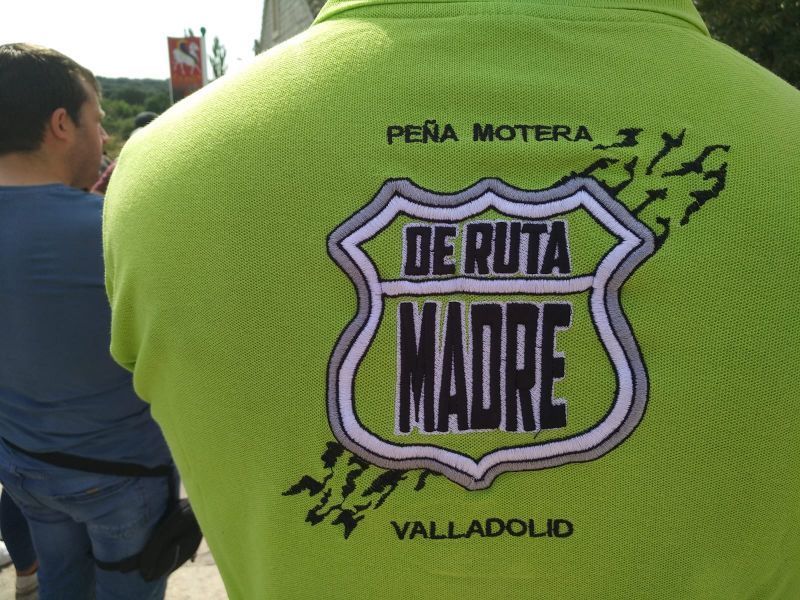 PEÑA MOTERA
DE RUTA
MADRE
VALLADOLID